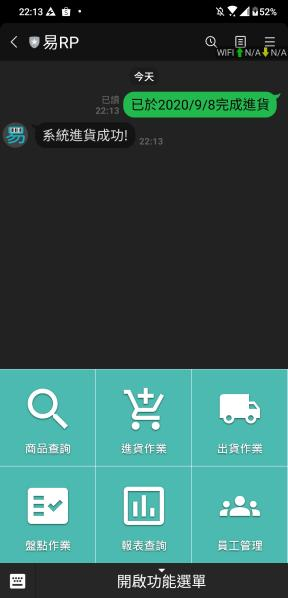 22:13
52%
易RP
WIFI N/A N/A
今天
已讀
22:13
已於2020/9/8完成進貨
易
系統進貨成功!
22:13
商品查詢
進貨作業
出貨作業
盤點作業
報表查詢
員工管理
開啟功能選單